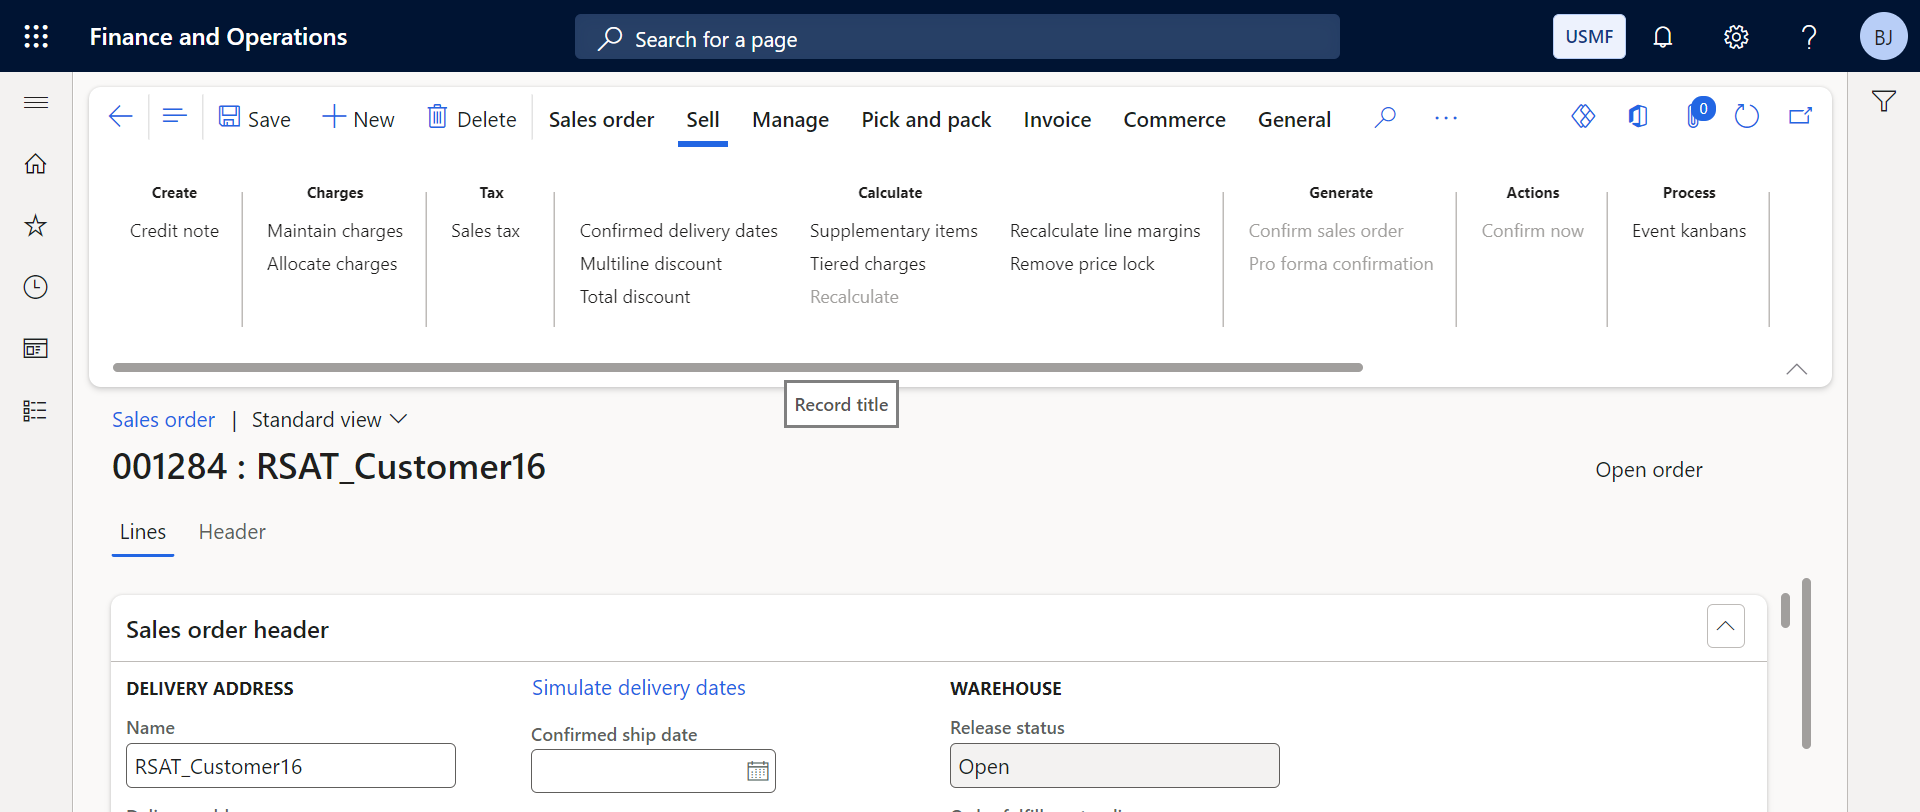 Finance and Operations
Search for a page
USMF
BJ
Save
New
Delete
Sales order
Sell
Manage
Pick and pack
Invoice
Commerce
General
0
Create
Credit note
Charges
Maintain charges
Allocate charges
Tax
Sales tax
Calculate
Confirmed delivery dates
Multiline discount
Total discount
Supplementary items
Tiered charges
Recalculate
Recalculate line margins
Remove price lock
Generate
Confirm sales order
Pro forma confirmation
Actions
Confirm now
Process
Event kanbans
Record title
Sales order | Standard view
001284 : RSAT_Customer16
Open order
Lines
Header
Sales order header
DELIVERY ADDRESS
Name
RSAT_Customer16
Simulate delivery dates
Confirmed ship date
WAREHOUSE
Release status
Open